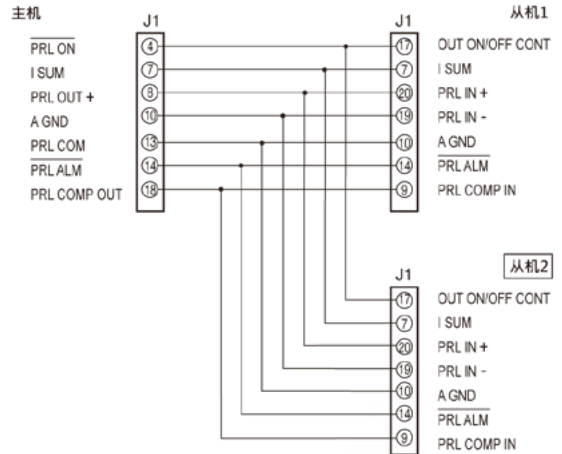 主机
从机1
J1
J1
PRL ON
4
17
OUT ON/OFF CONT
I SUM
7
7
I SUM
PRL OUT +
8
20
PRL IN +
A GND
10
19
PRL IN -
PRL COM
13
10
A GND
PRL ALM
14
14
PRL ALM
PRL COMP OUT
18
9
PRL COMP IN
从机2
J1
17
OUT ON/OFF CONT
7
I SUM
20
PRL IN +
19
PRL IN -
10
A GND
14
PRL ALM
9
PRL COMP IN